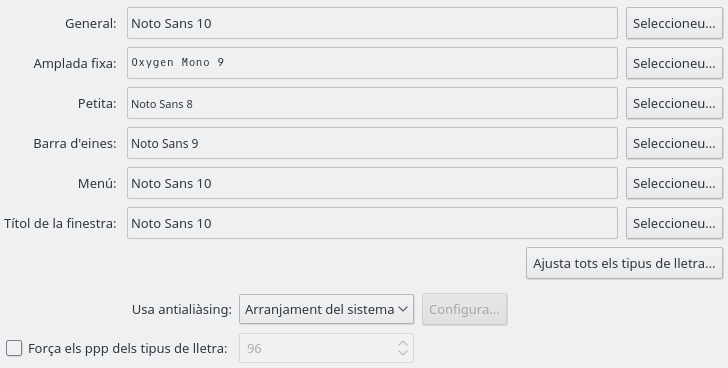 General: Noto Sans 10 Seleccioneu...
Amplada fixa: Oxygen Mono 9 Seleccioneu...
Petita: Noto Sans 8 Seleccioneu...
Barra d'eines: Noto Sans 9 Seleccioneu...
Menú: Noto Sans 10 Seleccioneu...
Títol de la finestra: Noto Sans 10 Seleccioneu...
Ajusta tots els tipus de lletra...
Usa antialiàsing: Arranjament del sistema Configura...
Força els ppp dels tipus de lletra: 96